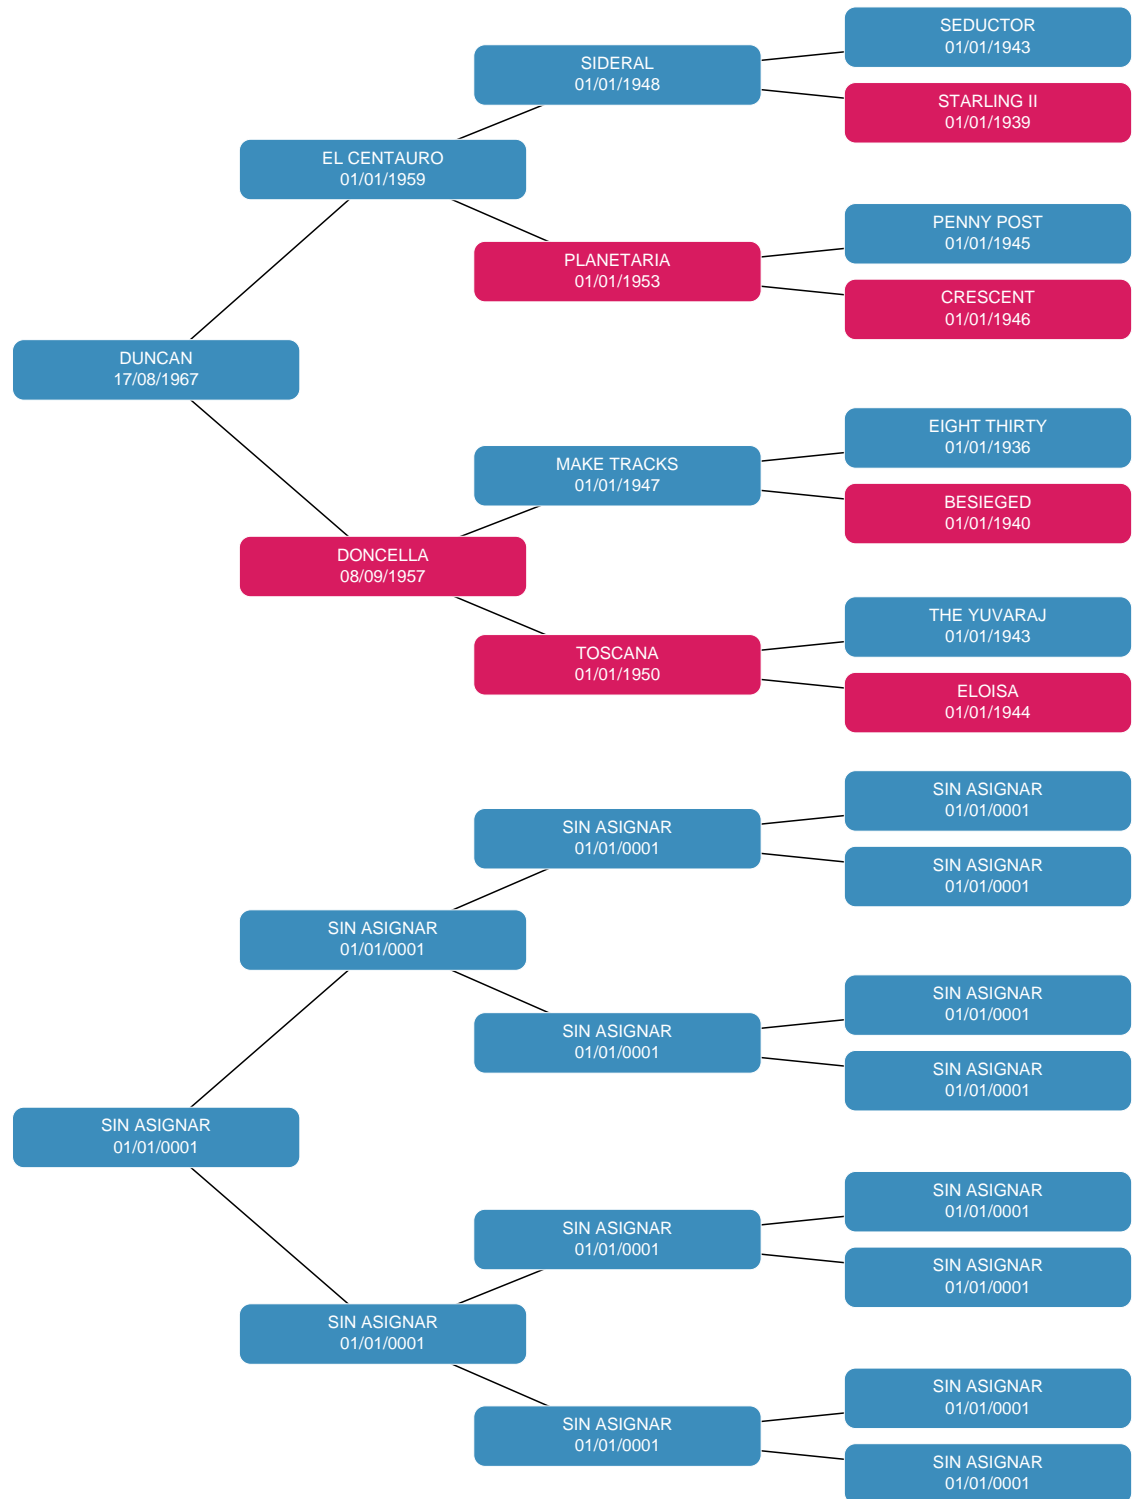 SEDUCTOR
01/01/1943
SIDERAL
01/01/1948
STARLING II
01/01/1939
EL CENTAURO
01/01/1959
PENNY POST
01/01/1945
PLANETARIA
01/01/1953
CRESCENT
01/01/1946
DUNCAN
17/08/1967
EIGHT THIRTY
01/01/1936
MAKE TRACKS
01/01/1947
BESIEGED
01/01/1940
DONCELLA
08/09/1957
THE YUVARAJ
01/01/1943
TOSCANA
01/01/1950
ELOISA
01/01/1944
SIN ASIGNAR
01/01/0001
SIN ASIGNAR
01/01/0001
SIN ASIGNAR
01/01/0001
SIN ASIGNAR
01/01/0001
SIN ASIGNAR
01/01/0001
SIN ASIGNAR
01/01/0001
SIN ASIGNAR
01/01/0001
SIN ASIGNAR
01/01/0001
SIN ASIGNAR
01/01/0001
SIN ASIGNAR
01/01/0001
SIN ASIGNAR
01/01/0001
SIN ASIGNAR
01/01/0001
SIN ASIGNAR
01/01/0001
SIN ASIGNAR
01/01/0001
SIN ASIGNAR
01/01/0001